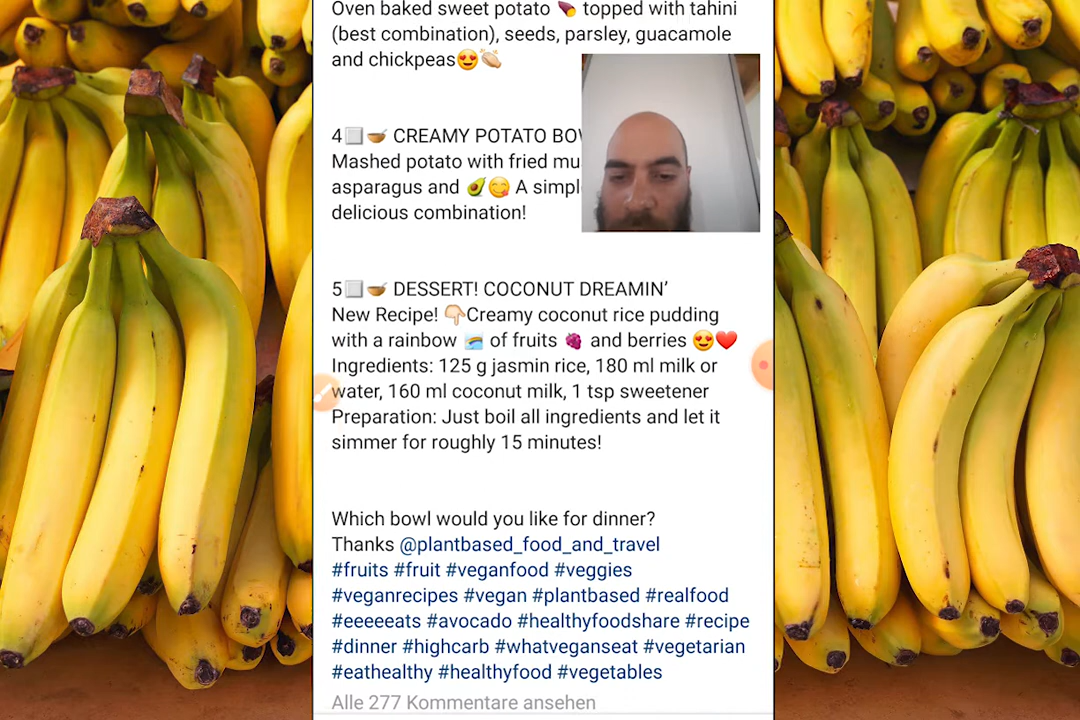 Oven baked sweet potato 🍠 topped with tahini
(best combination), seeds, parsley, guacamole
and chickpeas😍👏🏻
4🥣 CREAMY POTATO
Mashed potato with fried
asparagus and 🥑😋 A
delicious combination!
5🥣 DESSERT! COCONUT DREAMIN’
New Recipe! 👇🏻Creamy coconut rice pudding
with a rainbow 🌈 of fruits 🍇 and berries 😍❤️
Ingredients: 125 g jasmin rice, 180 ml milk or
water, 160 ml coconut milk, 1 tsp sweetener
Preparation: Just boil all ingredients and let it
simmer for roughly 15 minutes!
Which bowl would you like for dinner?
Thanks @plantbased_food_and_travel
#fruits #fruit #veganfood #veggies
#veganrecipes #vegan #plantbased #realfood
#eeeeeats #avocado #healthyfoodshare #recipe
#dinner #highcarb #whatveganseat #vegetarian
#eathealthy #healthyfood #vegetables
Alle 277 Kommentare ansehen